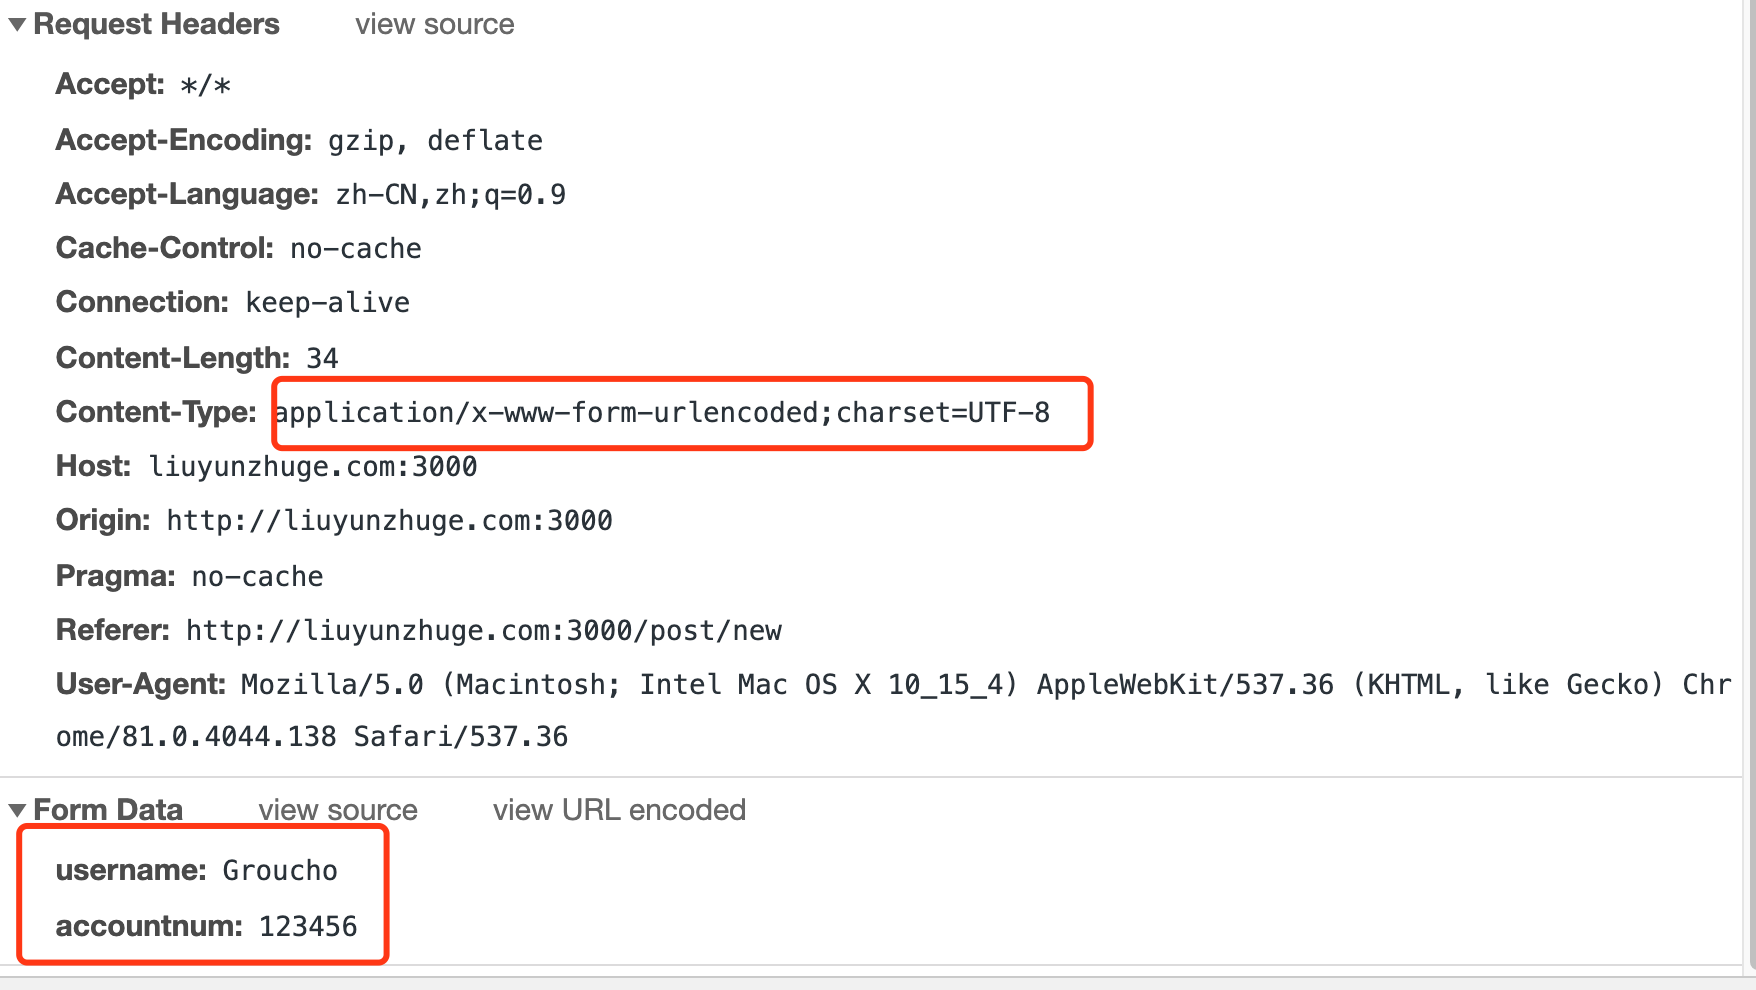 Request Headers view source
Accept: */*
Accept-Encoding: gzip, deflate
Accept-Language: zh-CN,zh;q=0.9
Cache-Control: no-cache
Connection: keep-alive
Content-Length: 34
Content-Type: application/x-www-form-urlencoded;charset=UTF-8
Host: liuyunzhuge.com:3000
Origin: http://liuyunzhuge.com:3000
Pragma: no-cache
Referer: http://liuyunzhuge.com:3000/post/new
User-Agent: Mozilla/5.0 (Macintosh; Intel Mac OS X 10_15_4) AppleWebKit/537.36 (KHTML, like Gecko) Chr
ome/81.0.4044.138 Safari/537.36
Form Data view source view URL encoded
username: Groucho
accountnum: 123456